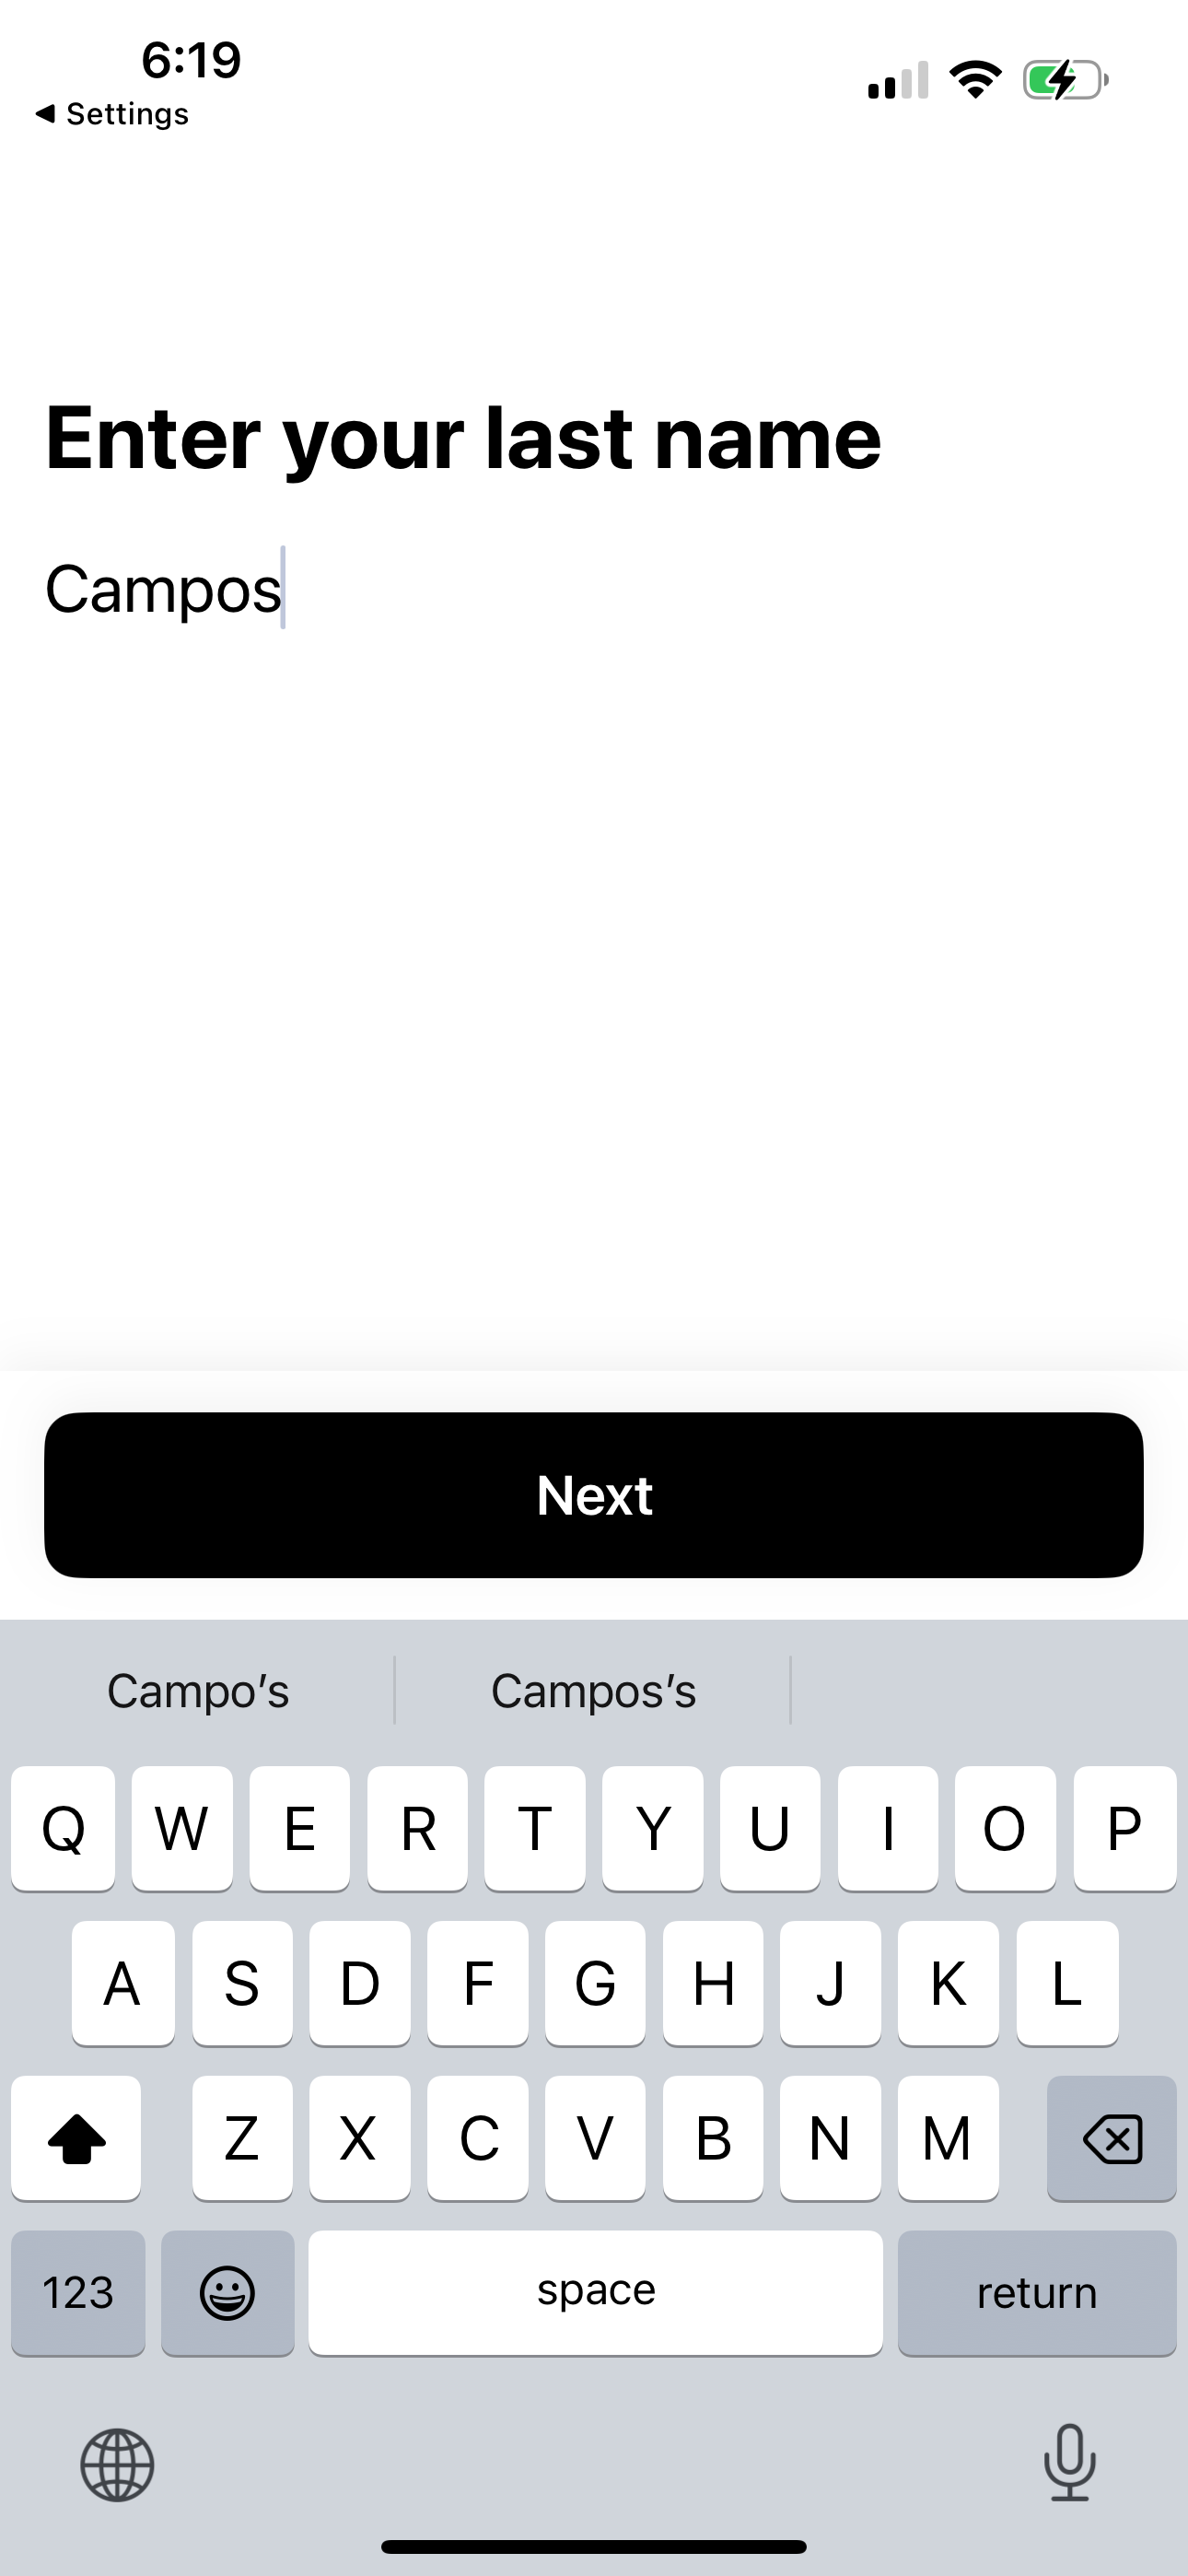 6:19
◀ Settings
Enter your last name
Campos
Next
Campo’s Campos’s
Q W E R T Y U I O P
A S D F G H J K L
Z X C V B N M
123 space return